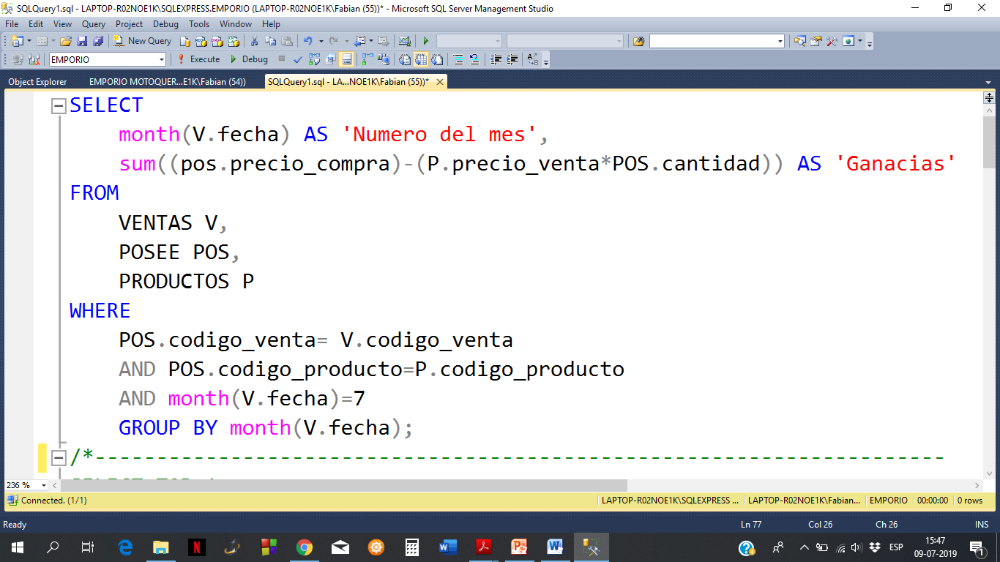 SQLQuery1.sql - LAPTOP-R02NOE1K\SQLEXPRESS.EMPORIO (LAPTOP-R02NOE1K\Fabian (55))* - Microsoft SQL Server Management Studio
File Edit View Query Project Debug Tools Window Help
New Query
EMPORIO Execute Debug
Object Explorer EMPORIO MOTOQUER...E1K\Fabian (54)) SQLQuery1.sql - LA...NOE1K\Fabian (55))*
SELECT
month(V.fecha) AS 'Numero del mes',
sum((pos.precio_compra)-(P.precio_venta*POS.cantidad)) AS 'Ganacias'
FROM
VENTAS V,
POSEE POS,
PRODUCTOS P
WHERE
POS.codigo_venta= V.codigo_venta
AND POS.codigo_producto=P.codigo_producto
AND month(V.fecha)=7
GROUP BY month(V.fecha);
/*---------------------------------------------------------------------
236 %
Connected. (1/1) LAPTOP-R02NOE1K\SQLEXPRESS ... LAPTOP-R02NOE1K\Fabian... EMPORIO 00:00:00 0 rows
Ready Ln 77 Col 26 Ch 26 INS
ESP 15:47
09-07-2019